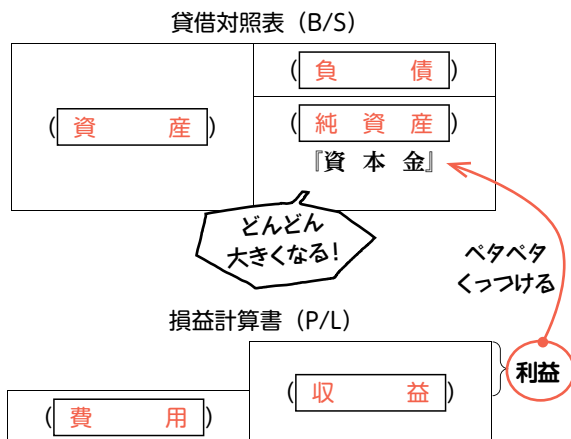 貸借対照表（B/S）
（負債）
（資産）
（純資産）
『資本金』
どんどん
大きくなる！
ペタペタ
くっつける
損益計算書（P/L）
利益
（収益）
（費用）